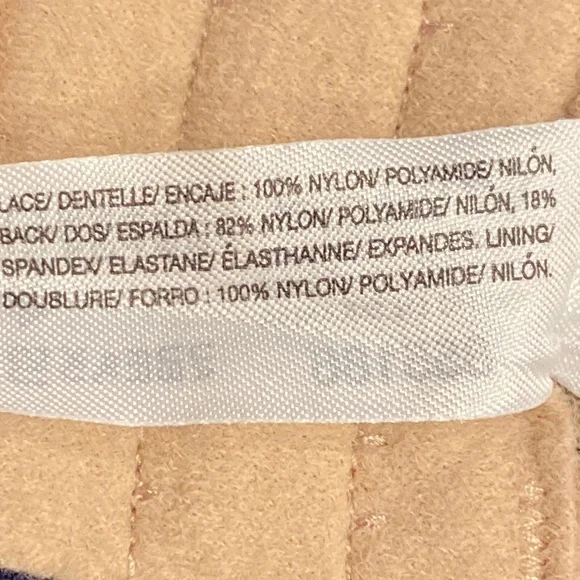 LACE/ DENTELLE/ ENCAJE : 100% NYLON/ POLYAMIDE/ NILÓN,
BACK/ DOS/ ESPALDA : 82% NYLON/ POLYAMIDE/ NILÓN, 18%
SPANDEX/ ELASTANE/ ÉLASTHANNE/ EXPANDES. LINING/
DOUBLURE/ FORRO : 100% NYLON/ POLYAMIDE/ NILÓN.